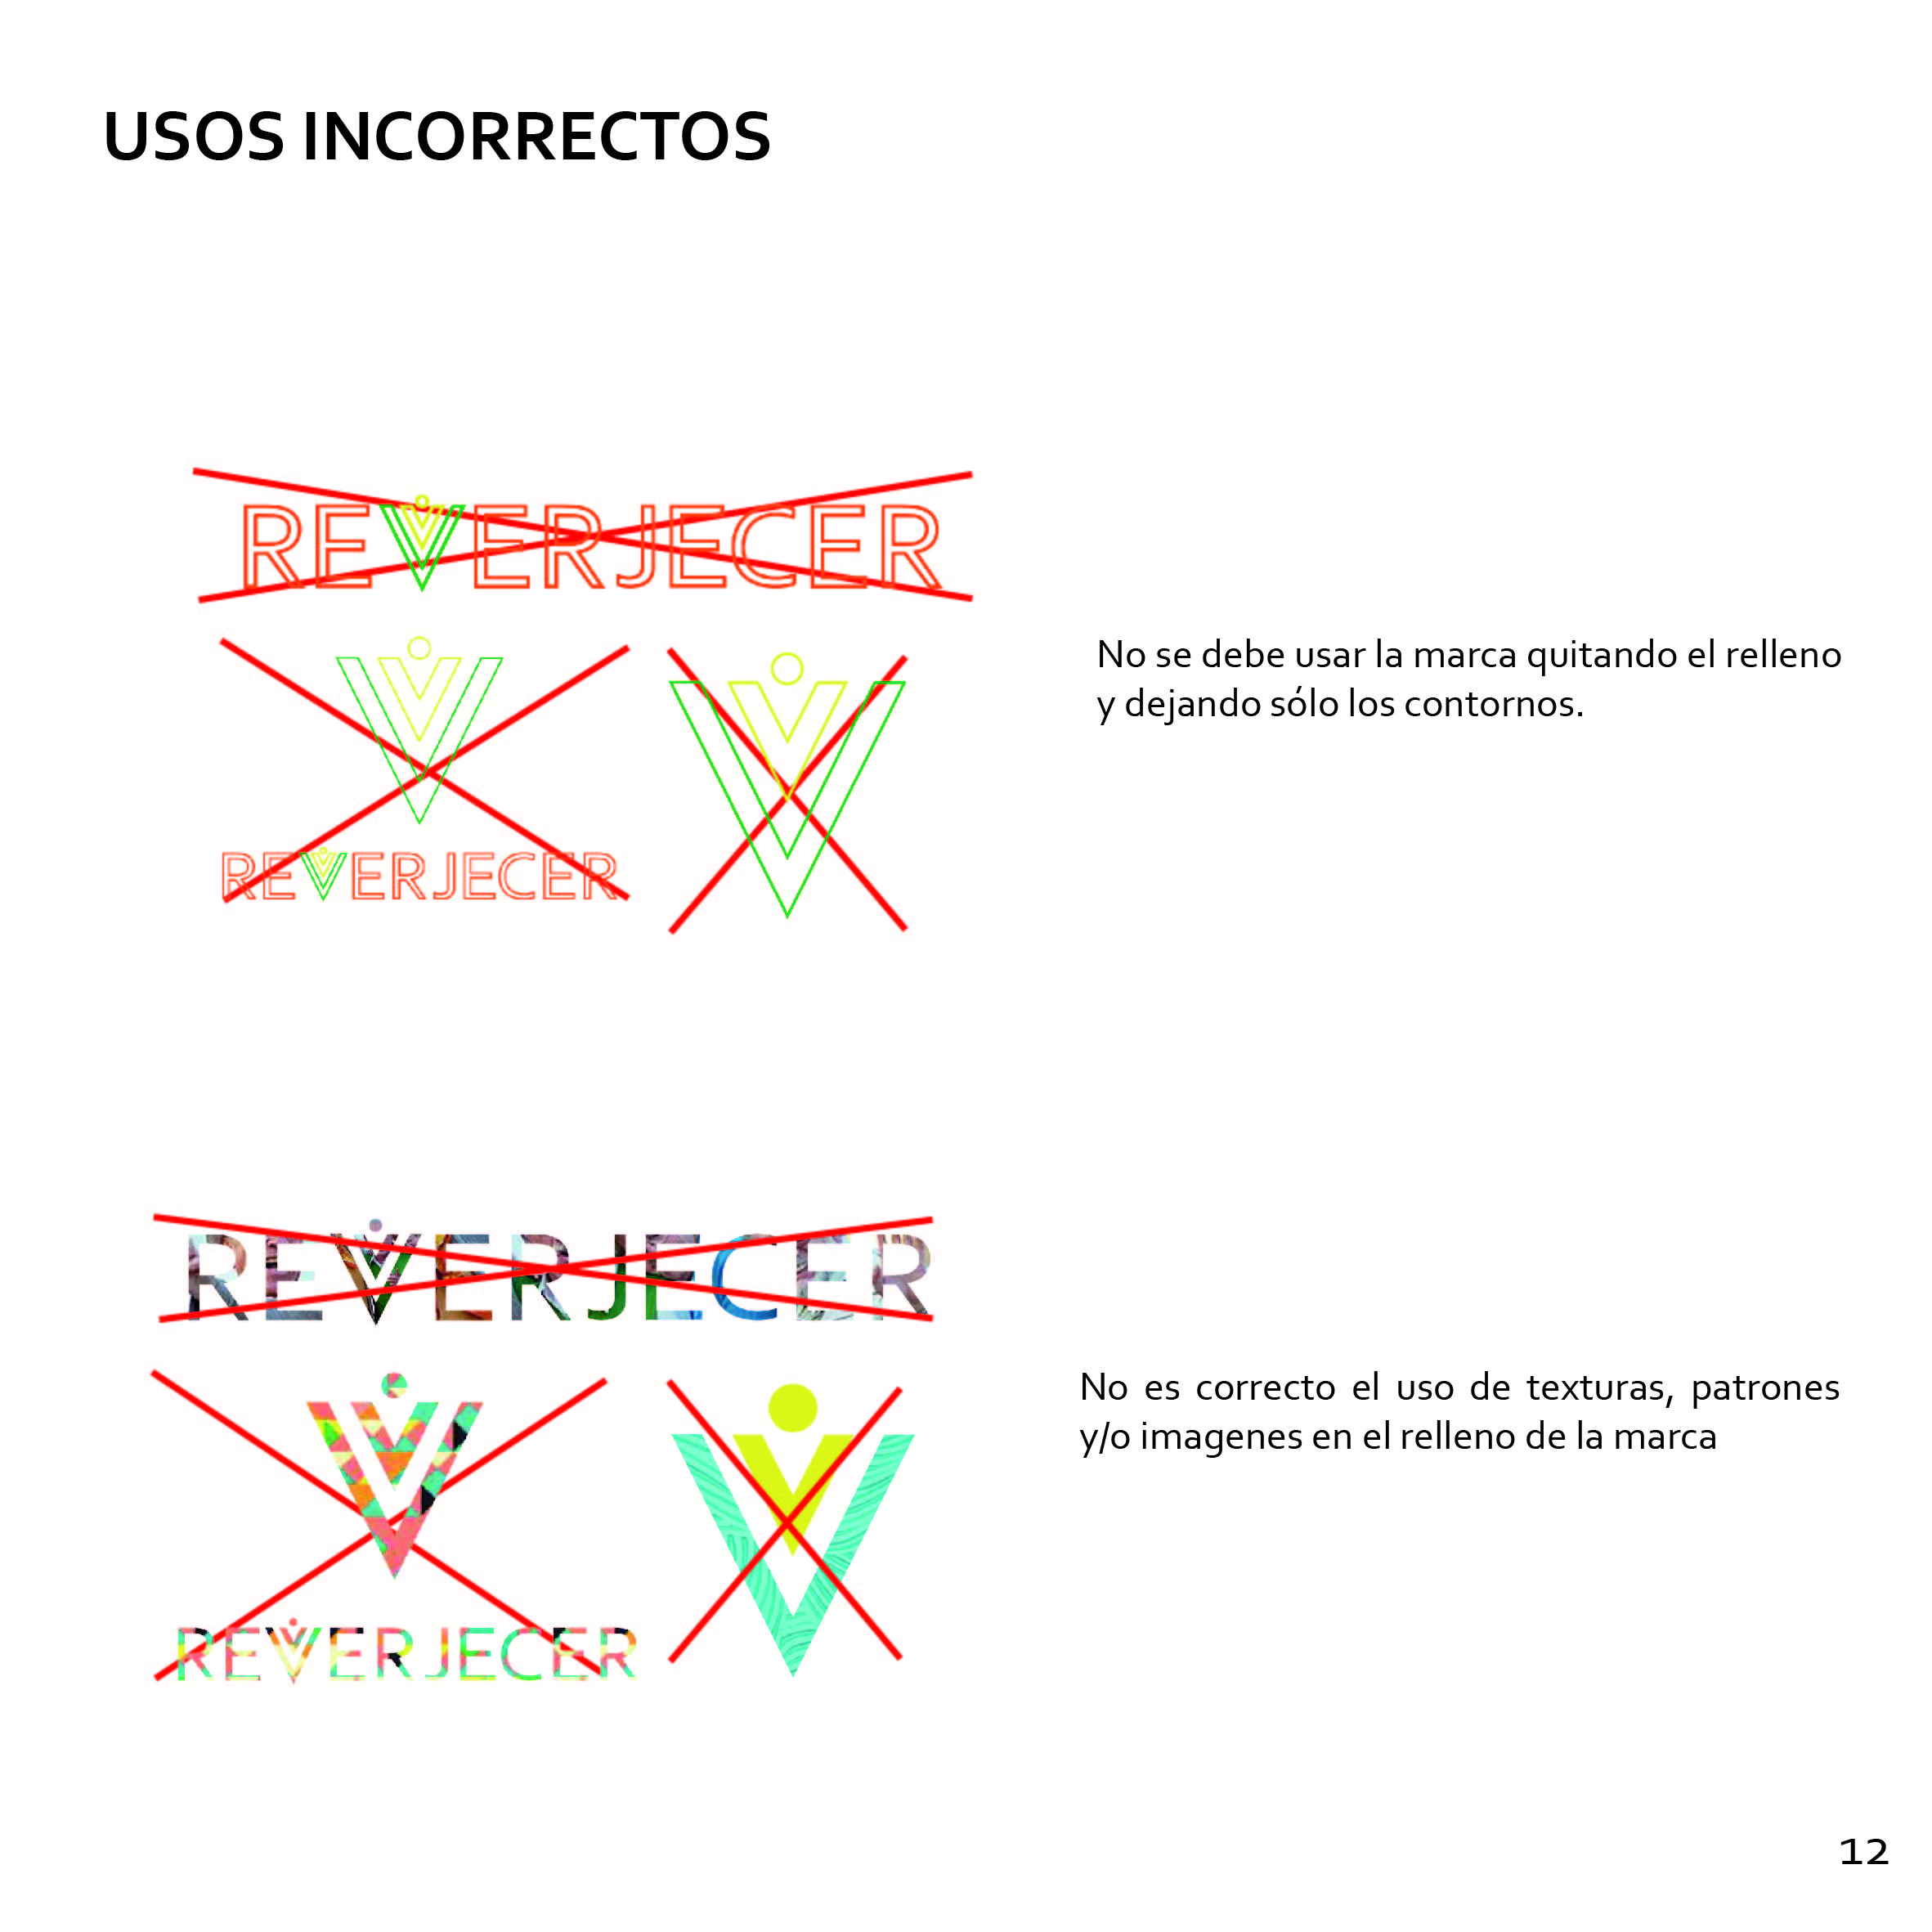 USOS INCORRECTOS
REVERJECER
No se debe usar la marca quitando el relleno
y dejando sólo los contornos.
REVERJECER
REVERJECER
No es correcto el uso de texturas, patrones
y/o imagenes en el relleno de la marca
REVERJECER
12